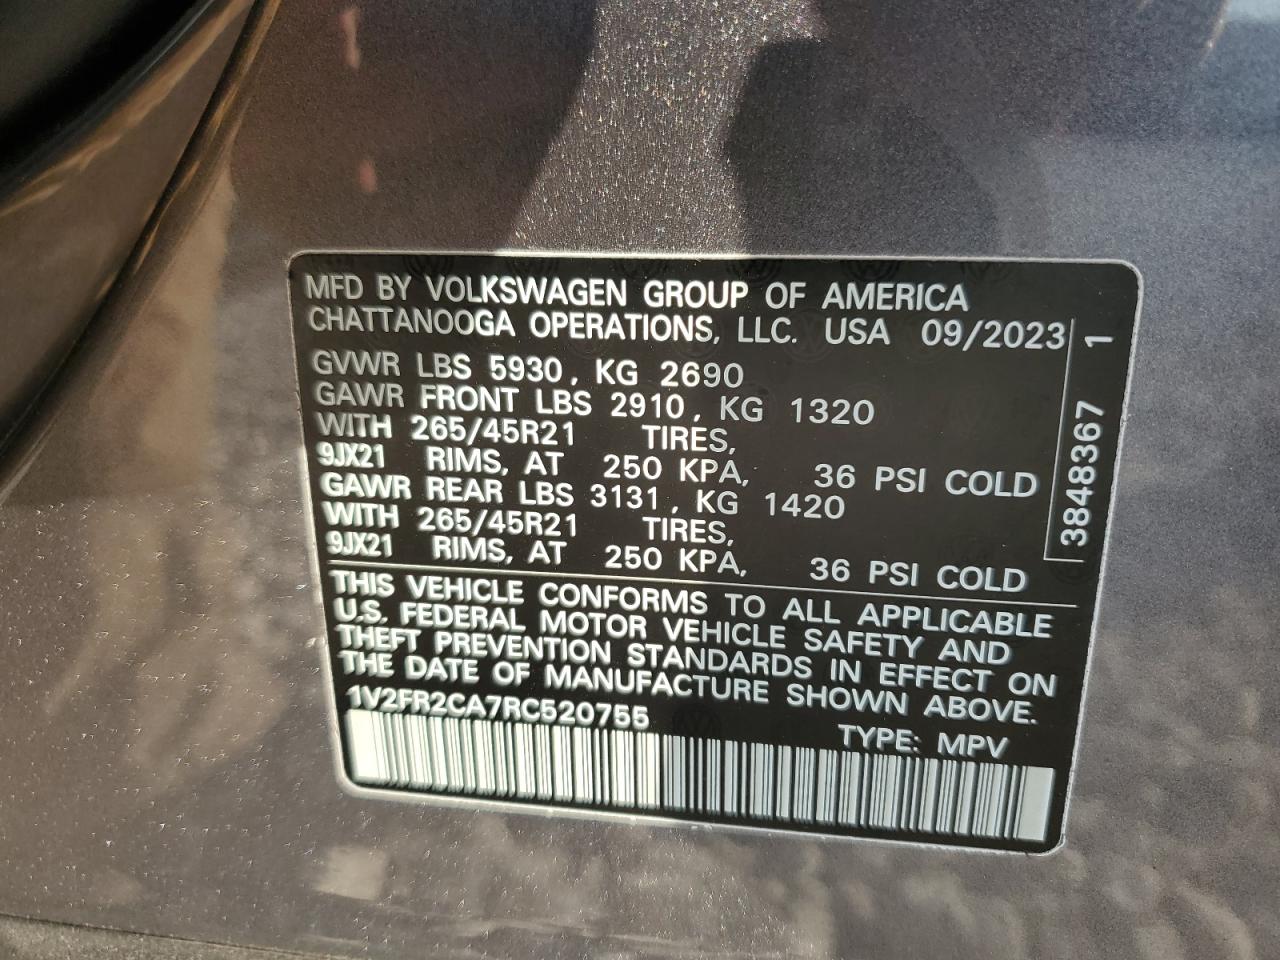 MFD BY VOLKSWAGEN GROUP OF AMERICA
CHATTANOOGA OPERATIONS, LLC. USA 09/2023
GVWR LBS 5930, KG 2690
GAWR FRONT LBS 2910, KG 1320
WITH 265/45R21 TIRES,
9JX21 RIMS, AT 250 KPA, 36 PSI COLD
GAWR REAR LBS 3131, KG 1420
WITH 265/45R21 TIRES,
9JX21 RIMS, AT 250 KPA, 36 PSI COLD
THIS VEHICLE CONFORMS TO ALL APPLICABLE
U.S. FEDERAL MOTOR VEHICLE SAFETY AND
THEFT PREVENTION STANDARDS IN EFFECT ON
THE DATE OF MANUFACTURE SHOWN ABOVE.
1V2FR2CA7RC520755
TYPE: MPV
3848367 1